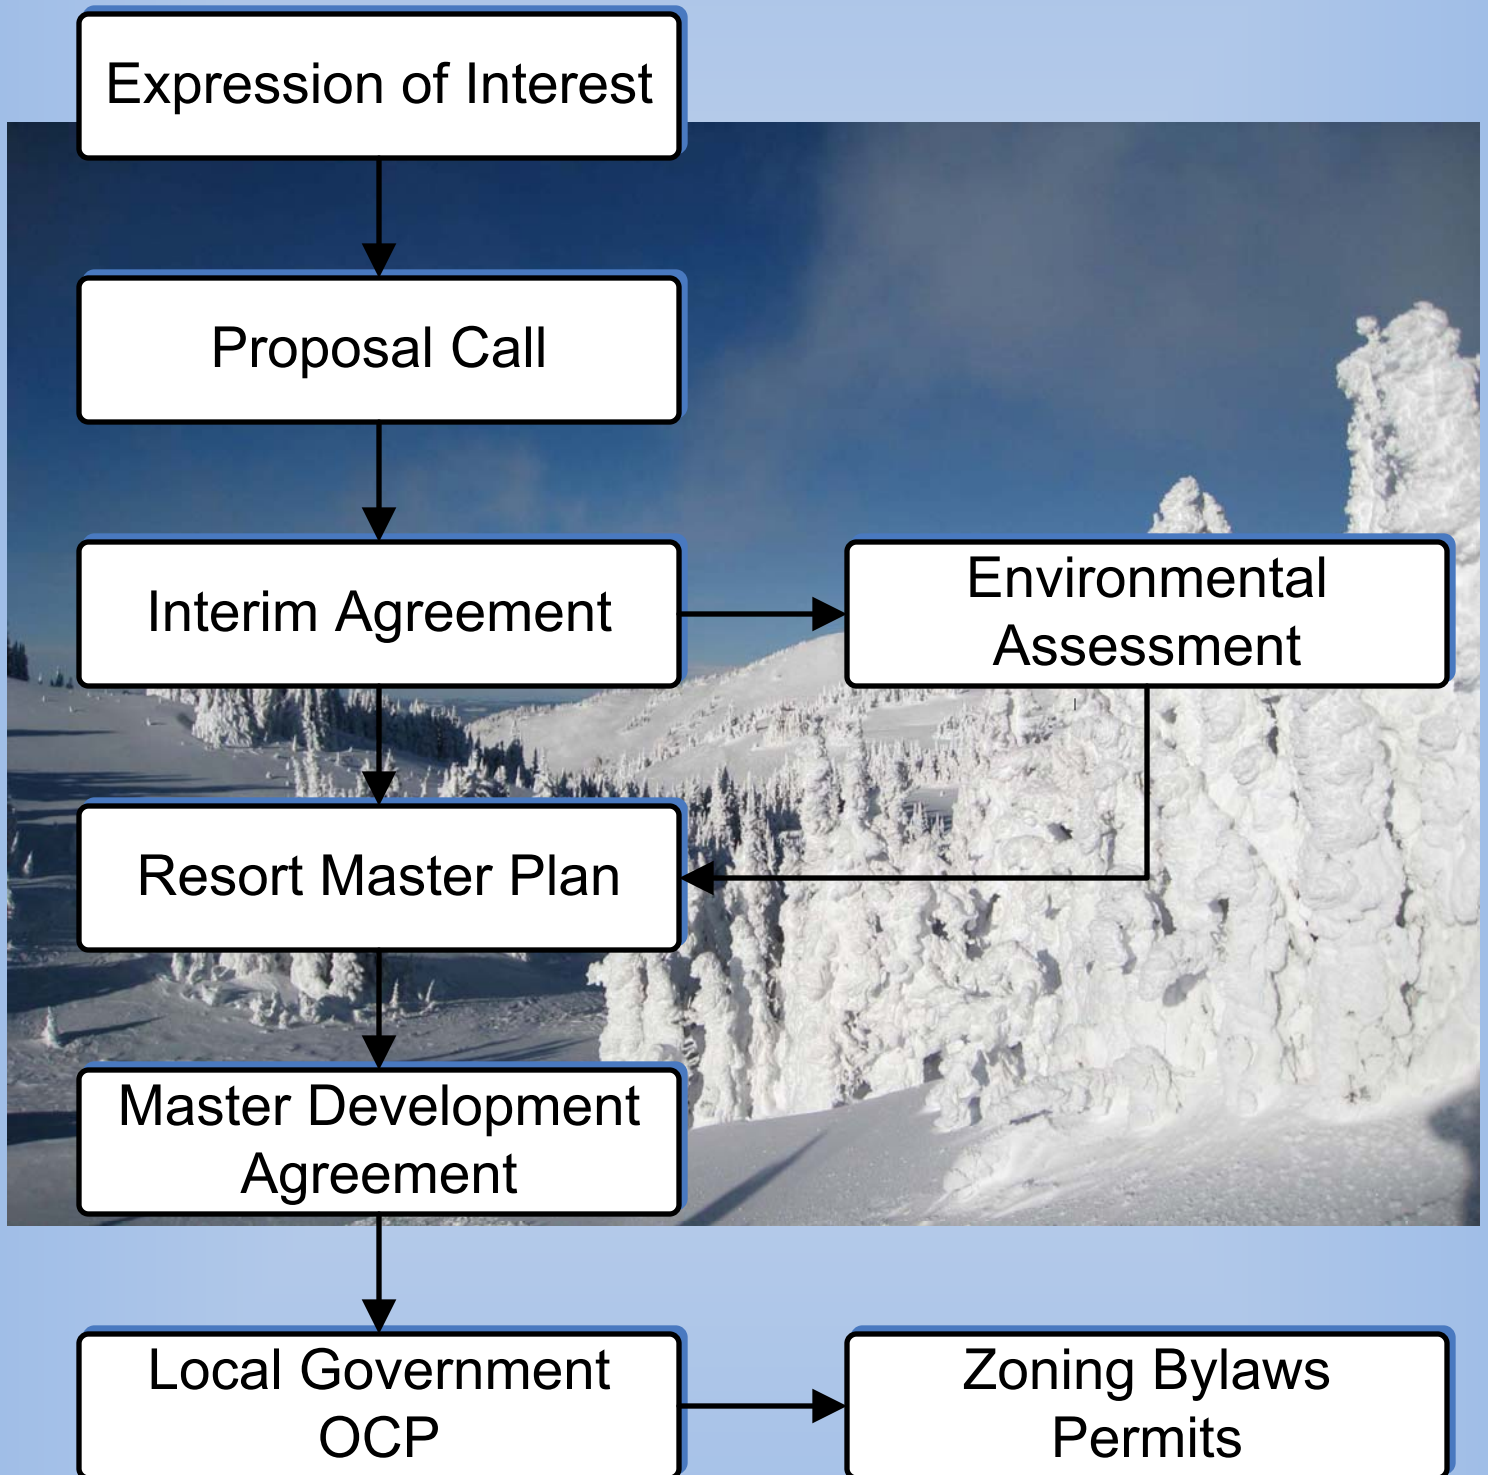 Expression of Interest
Proposal Call
Interim Agreement
Environmental
Assessment
Resort Master Plan
Master Development
Agreement
Local Government
OCP
Zoning Bylaws
Permits